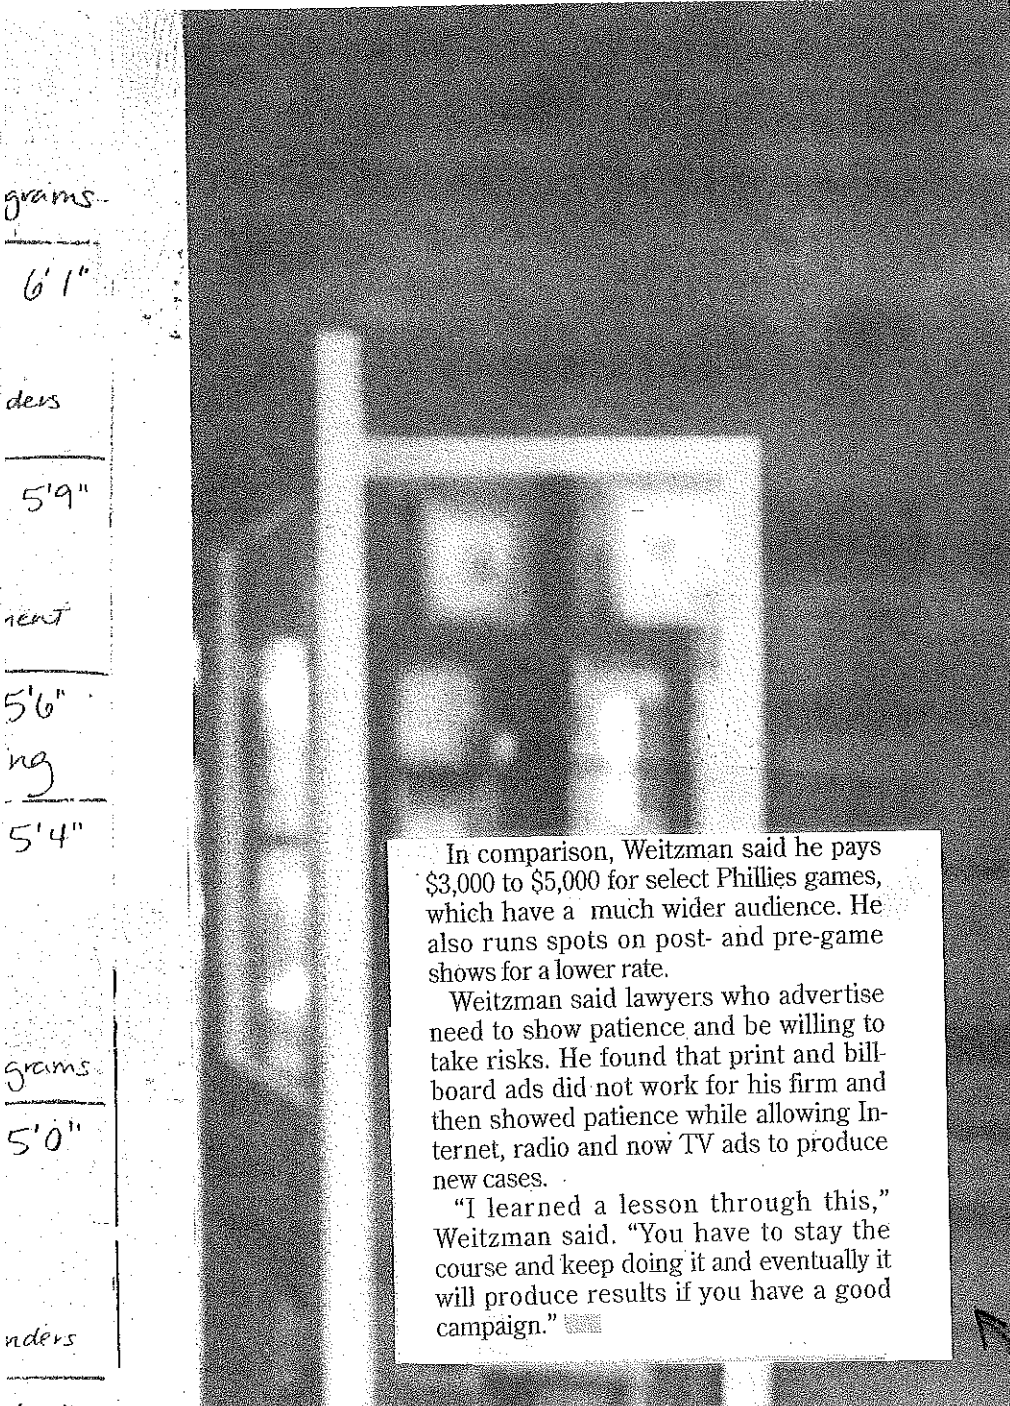 grams
6'1"
ders
5'9"
5'6"
ng
5'4"
grams
5'0"
nders
In comparison, Weitzman said he pays
$3,000 to $5,000 for select Phillies games,
which have a much wider audience. He
also runs spots on post- and pre-game
shows for a lower rate.
Weitzman said lawyers who advertise
need to show patience and be willing to
take risks. He found that print and bill-
board ads did not work for his firm and
then showed patience while allowing In-
ternet, radio and now TV ads to produce
new cases.
“I learned a lesson through this,”
Weitzman said. “You have to stay the
course and keep doing it and eventually it
will produce results if you have a good
campaign.”